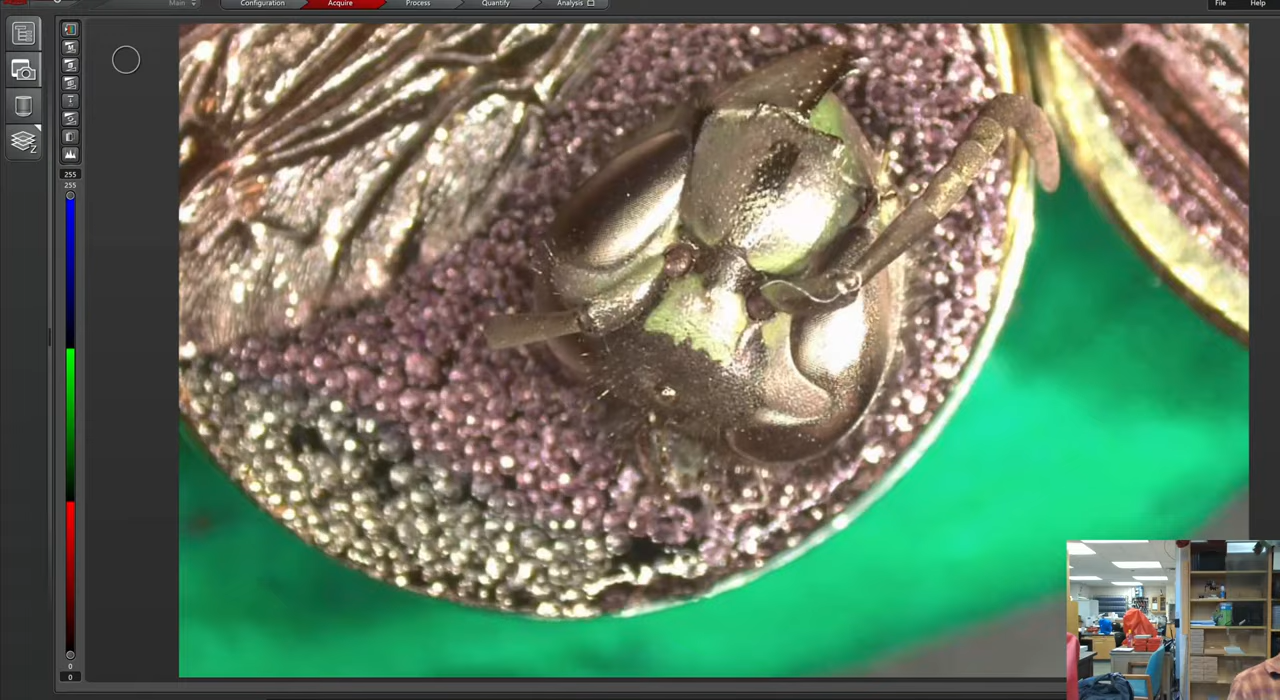 Main
Configuration
Acquire
Process
Quantify
Analysis
File
Help
Z
255
255
0
0